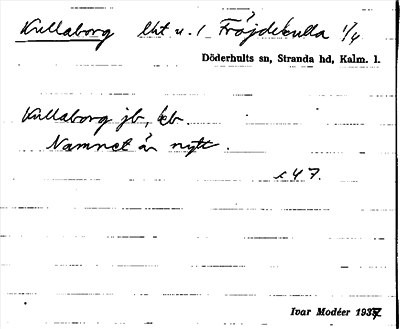 Kullaborg lht u. 1 Fröjdekulla 1/4
Döderhults sn, Stranda hd, Kalm. l.
Kullaborg jb, kb
Namnet är nytt.
s 47.
Ivar Modéer 1937